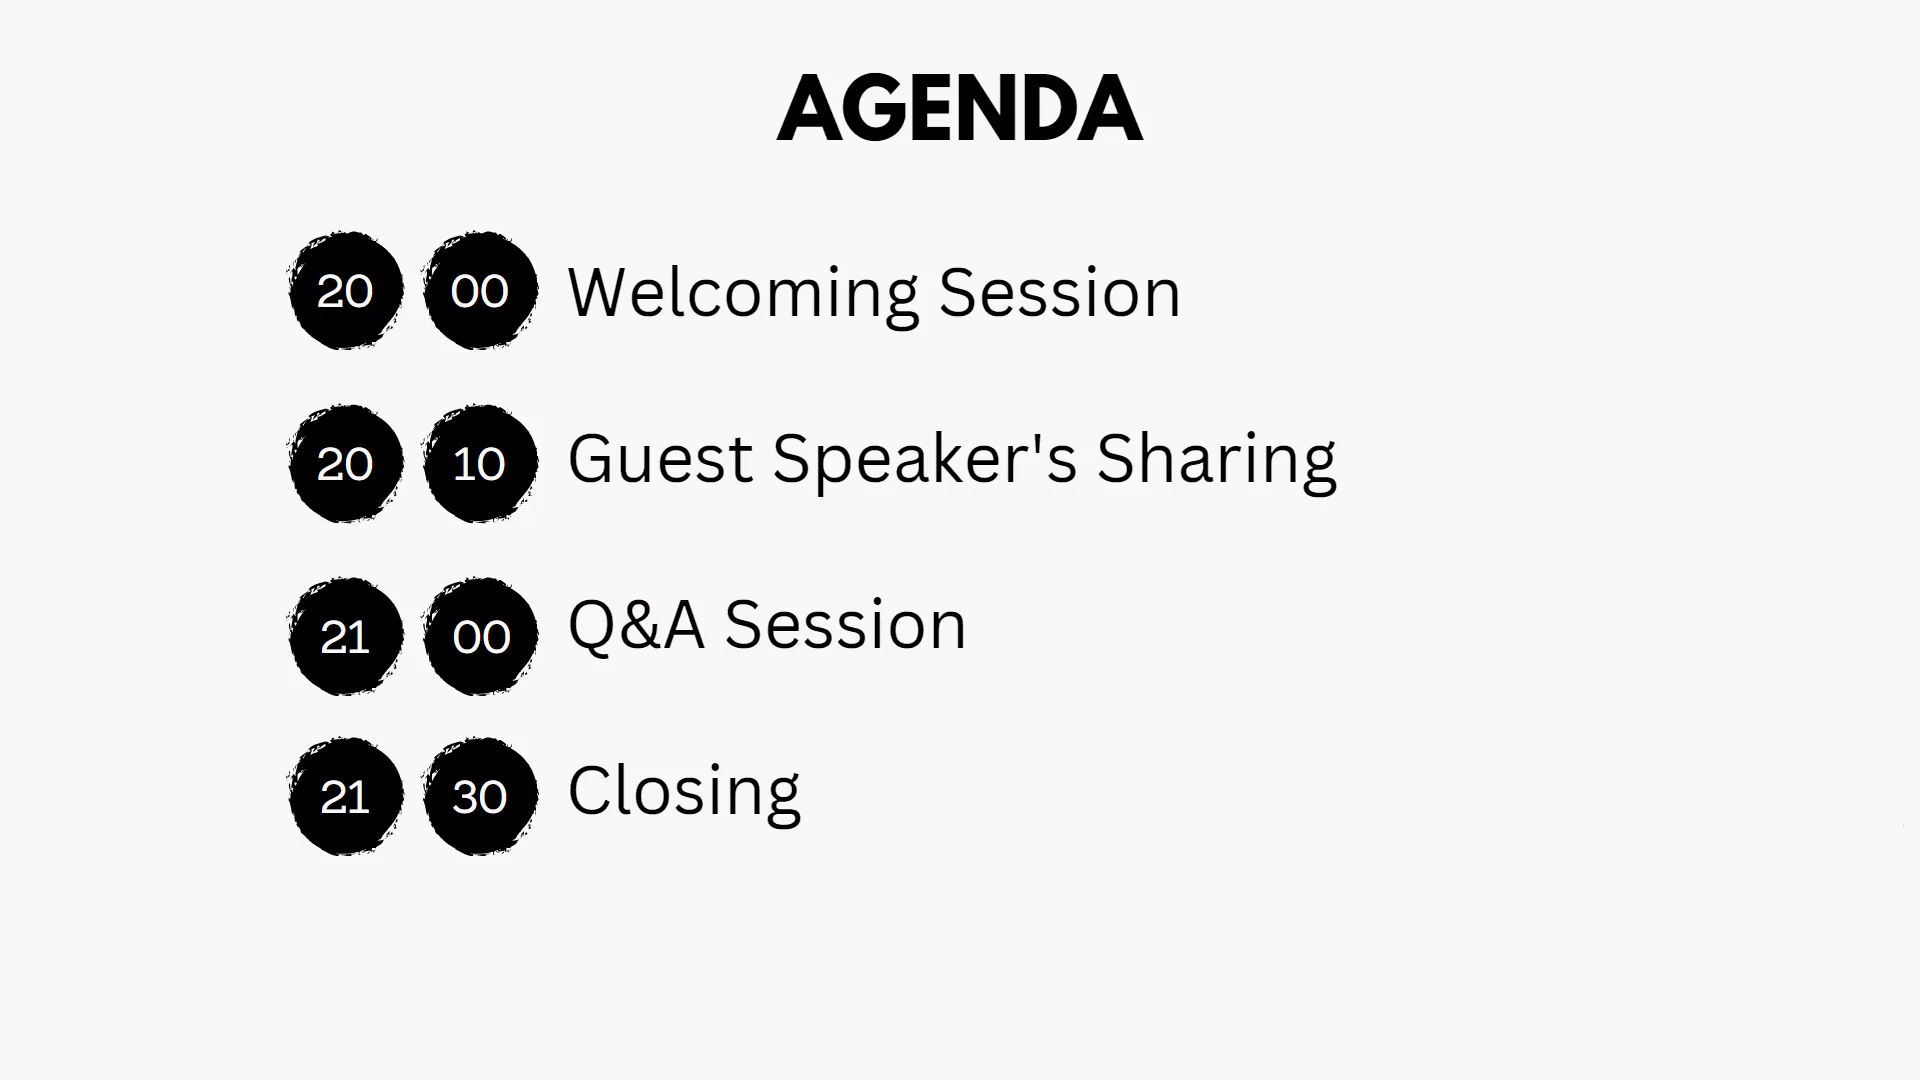 AGENDA
20 00 Welcoming Session
20 10 Guest Speaker's Sharing
21 00 Q&A Session
21 30 Closing